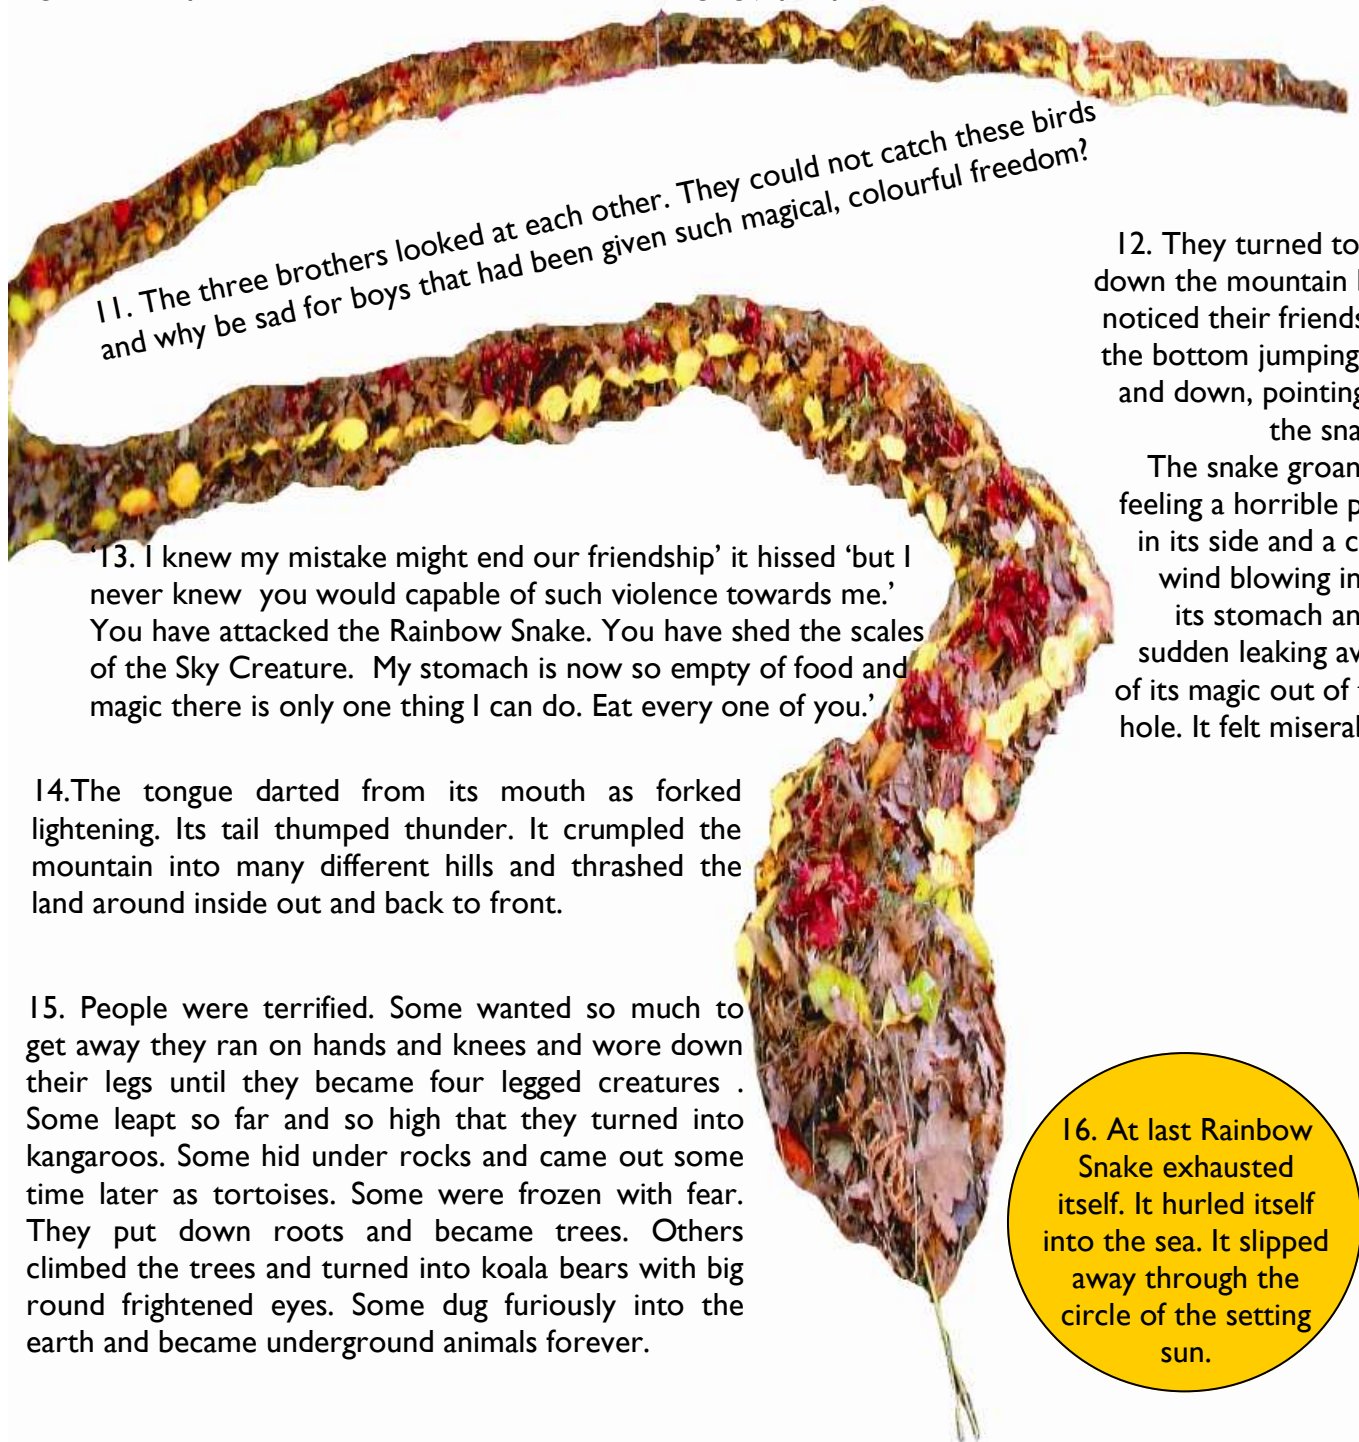 11. The three brothers looked at each other. They could not catch these birds
and why be sad for boys that had been given such magical, colourful freedom?
12. They turned to
down the mountain
noticed their friends
the bottom jumping
and down, pointing
the sna
The snake groan
feeling a horrible p
in its side and a c
wind blowing in
its stomach an
sudden leaking av
of its magic out of
hole. It felt miseral
‘13. I knew my mistake might end our friendship’ it hissed ‘but I
never knew you would capable of such violence towards me.’
You have attacked the Rainbow Snake. You have shed the scales
of the Sky Creature. My stomach is now so empty of food and
magic there is only one thing I can do. Eat every one of you.’
14.The tongue darted from its mouth as forked
lightening. Its tail thumped thunder. It crumpled the
mountain into many different hills and thrashed the
land around inside out and back to front.
15. People were terrified. Some wanted so much to
get away they ran on hands and knees and wore down
their legs until they became four legged creatures .
Some leapt so far and so high that they turned into
kangaroos. Some hid under rocks and came out some
time later as tortoises. Some were frozen with fear.
They put down roots and became trees. Others
climbed the trees and turned into koala bears with big
round frightened eyes. Some dug furiously into the
earth and became underground animals forever.
16. At last Rainbow
Snake exhausted
itself. It hurled itself
into the sea. It slipped
away through the
circle of the setting
sun.